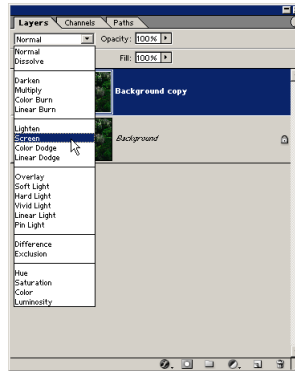 Layers Channels Paths
Normal Opacity: 100%
Normal
Dissolve
Fill: 100%
Darken
Multiply
Color Burn
Linear Burn
Background copy
Lighten
Screen
Color Dodge
Linear Dodge
Background
Overlay
Soft Light
Hard Light
Vivid Light
Linear Light
Pin Light
Difference
Exclusion
Hue
Saturation
Color
Luminosity